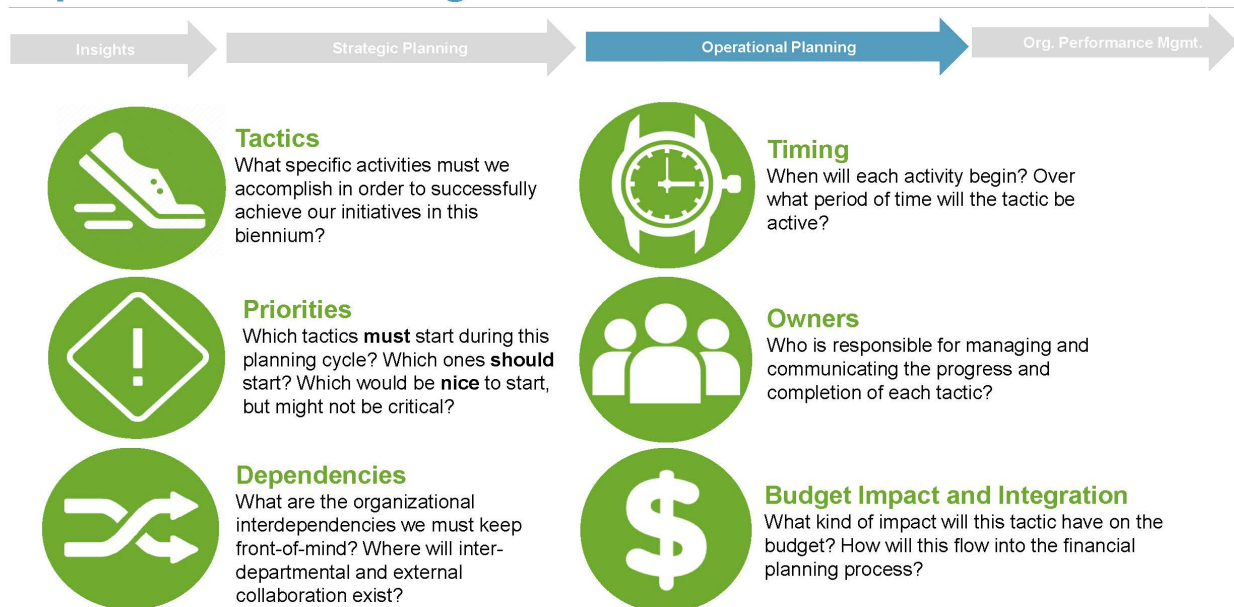 Insights
Strategic Planning
Operational Planning
Org. Performance Mgmt.
Tactics
What specific activities must we
accomplish in order to successfully
achieve our initiatives in this
biennium?
Timing
When will each activity begin? Over
what period of time will the tactic be
active?
Priorities
Which tactics must start during this
planning cycle? Which ones should
start? Which would be nice to start,
but might not be critical?
Owners
Who is responsible for managing and
communicating the progress and
completion of each tactic?
Dependencies
What are the organizational
interdependencies we must keep
front-of-mind? Where will inter-
departmental and external
collaboration exist?
Budget Impact and Integration
What kind of impact will this tactic have on the
budget? How will this flow into the financial
planning process?